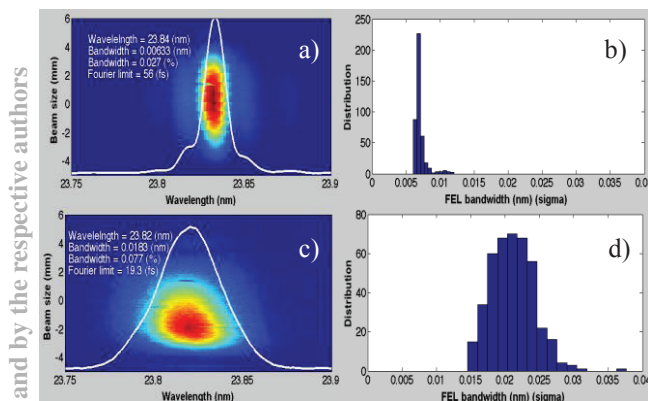 and by the respective authors
a)
Wavelelngth = 23.84 (nm)
Bandwidth = 0.00633 (nm)
Bandwidth = 0.027 (%)
Fourier limit = 56 (fs)
Beam size (mm)
6
4
2
0
-2
-4
23.75
23.8
23.85
23.9
Wavelength (nm)
b)
Distribution
250
200
150
100
50
0
0
0.005
0.01
0.015
0.02
0.025
0.03
0.035
0.04
FEL bandwidth (nm) (sigma)
c)
Wavelelngth = 23.82 (nm)
Bandwidth = 0.0183 (nm)
Bandwidth = 0.077 (%)
Fourier limit = 19.3 (fs)
Beam size (mm)
6
4
2
0
-2
-4
23.75
23.8
23.85
23.9
Wavelength (nm)
d)
Distribution
80
60
40
20
0
0
0.005
0.01
0.015
0.02
0.025
0.03
0.035
0.04
FEL bandwidth (nm) (sigma)